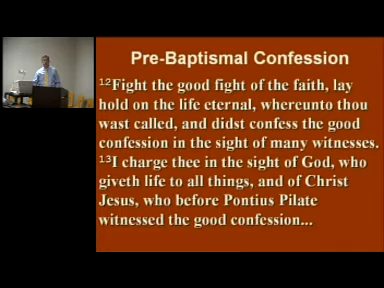 Pre-Baptismal Confession
12Fight the good fight of the faith, lay
hold on the life eternal, whereunto thou
wast called, and didst confess the good
confession in the sight of many witnesses.
13I charge thee in the sight of God, who
giveth life to all things, and of Christ
Jesus, who before Pontius Pilate
witnessed the good confession...